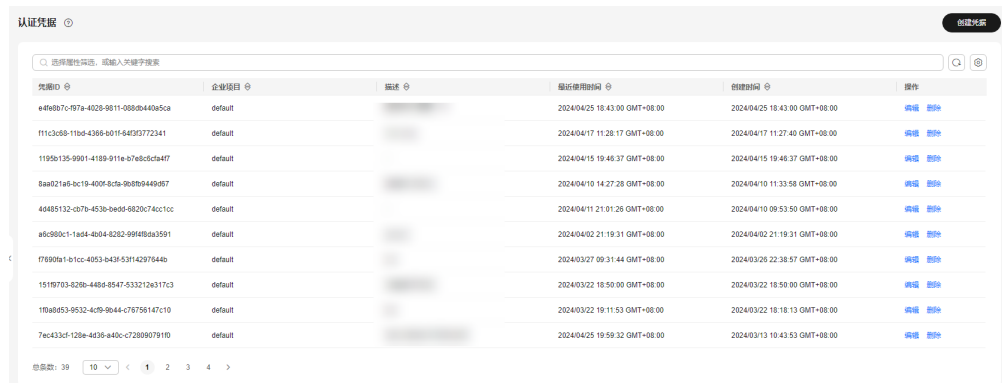 认证凭据
创建凭据
选择属性筛选，或输入关键字搜索
凭据ID 企业项目 描述 最近使用时间 创建时间 操作
e4fe8b7c-f97a-4028-9811-088db440a5ca default 2024/04/25 18:43:00 GMT+08:00 2024/04/25 18:43:00 GMT+08:00 编辑 删除
f11c3c68-11bd-4366-b01f-64f3f3772341 default 2024/04/17 11:28:17 GMT+08:00 2024/04/17 11:27:40 GMT+08:00 编辑 删除
1195b135-9901-4189-911e-b7e8c6cfa4f7 default 2024/04/15 19:46:37 GMT+08:00 2024/04/15 19:46:37 GMT+08:00 编辑 删除
8aa021a6-bc19-400f-8cfa-9b8fb9449d67 default 2024/04/10 14:27:28 GMT+08:00 2024/04/10 11:33:58 GMT+08:00 编辑 删除
4d485132-cb7b-453b-bedd-6820c74cc1cc default 2024/04/11 21:01:26 GMT+08:00 2024/04/10 09:53:50 GMT+08:00 编辑 删除
a6c980c1-1ad4-4b04-8282-99f4f8da3591 default 2024/04/02 21:19:31 GMT+08:00 2024/04/02 21:19:31 GMT+08:00 编辑 删除
f7690fa1-b1cc-4053-b43f-53f14297644b default 2024/03/27 09:31:44 GMT+08:00 2024/03/26 22:38:57 GMT+08:00 编辑 删除
151f9703-826b-448d-8547-533212e317c3 default 2024/03/22 18:50:00 GMT+08:00 2024/03/22 18:50:00 GMT+08:00 编辑 删除
1f0a8d53-9532-4cf9-9b44-c76756147c10 default 2024/03/22 19:11:53 GMT+08:00 2024/03/22 18:18:13 GMT+08:00 编辑 删除
7ec433cf-128e-4d36-a40c-c728090791f0 default 2024/04/25 19:59:32 GMT+08:00 2024/03/13 10:43:53 GMT+08:00 编辑 删除
总条数：39 10 1 2 3 4